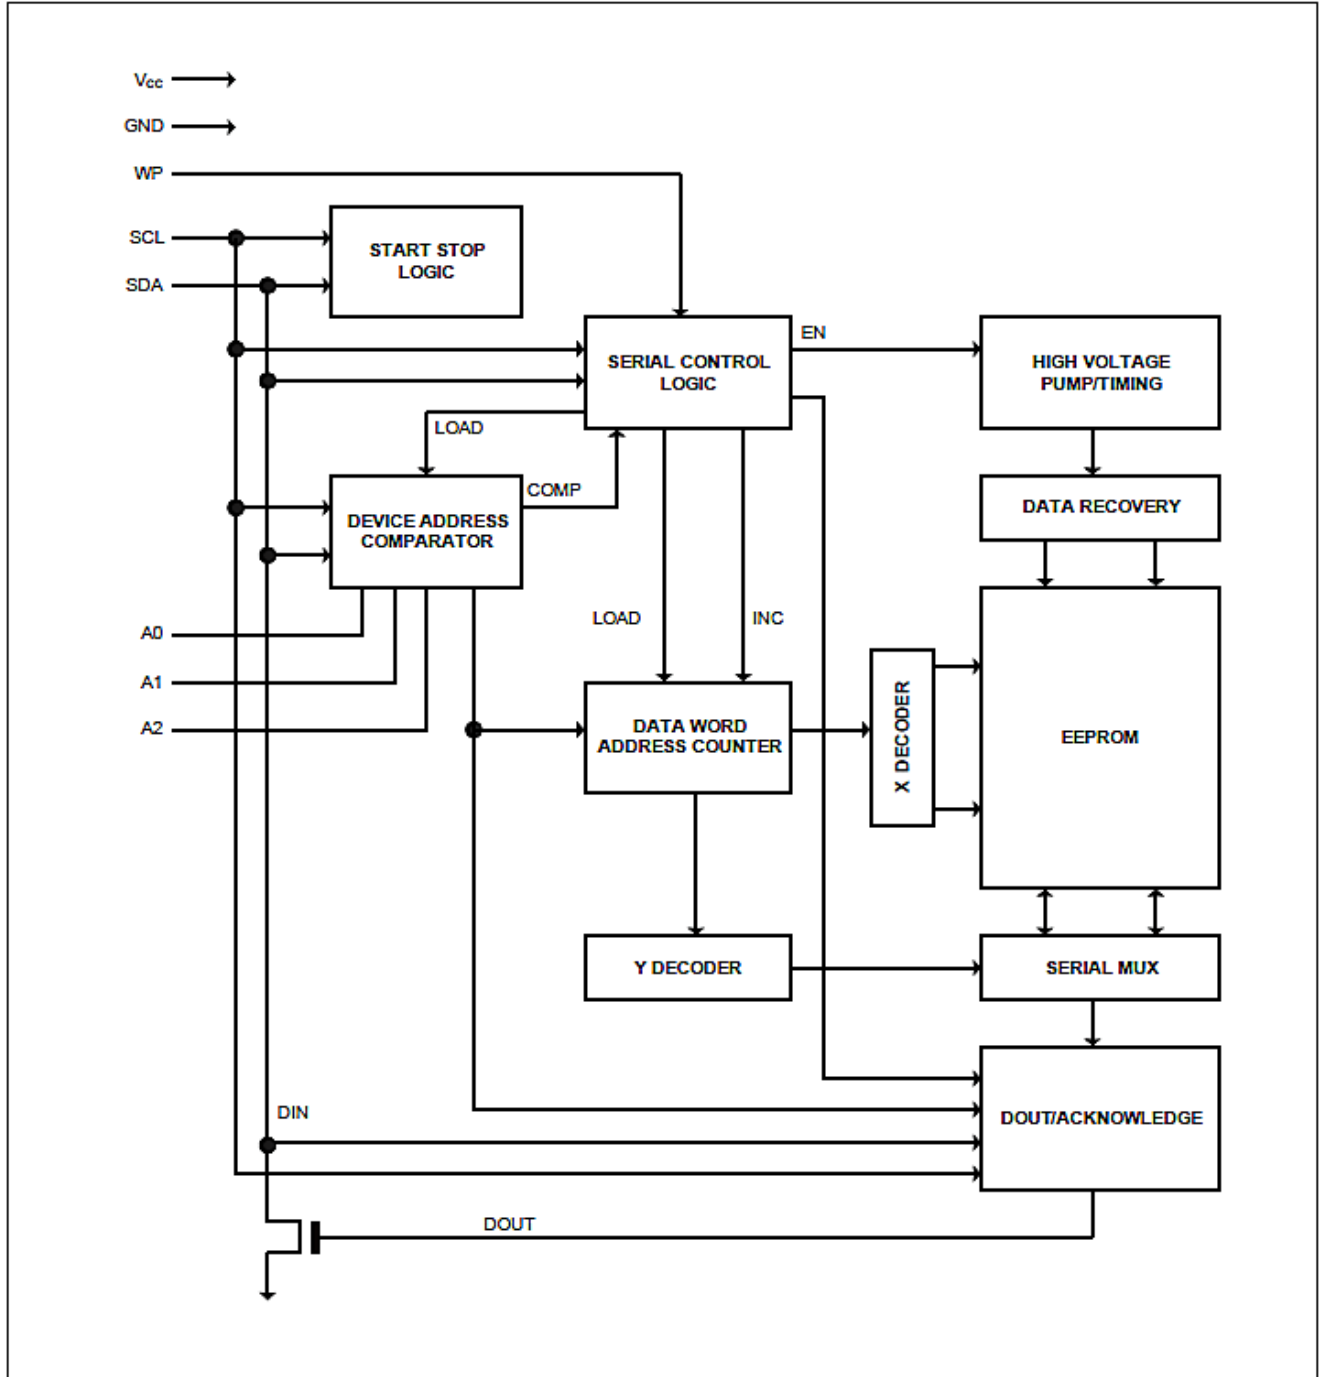 Vcc
GND
WP
SCL
SDA
START STOP
LOGIC
SERIAL CONTROL
LOGIC
EN
HIGH VOLTAGE
PUMP/TIMING
LOAD
COMP
DEVICE ADDRESS
COMPARATOR
DATA RECOVERY
A0
A1
A2
LOAD
INC
DATA WORD
ADDRESS COUNTER
X DECODER
EEPROM
Y DECODER
SERIAL MUX
DIN
DOUT/ACKNOWLEDGE
DOUT